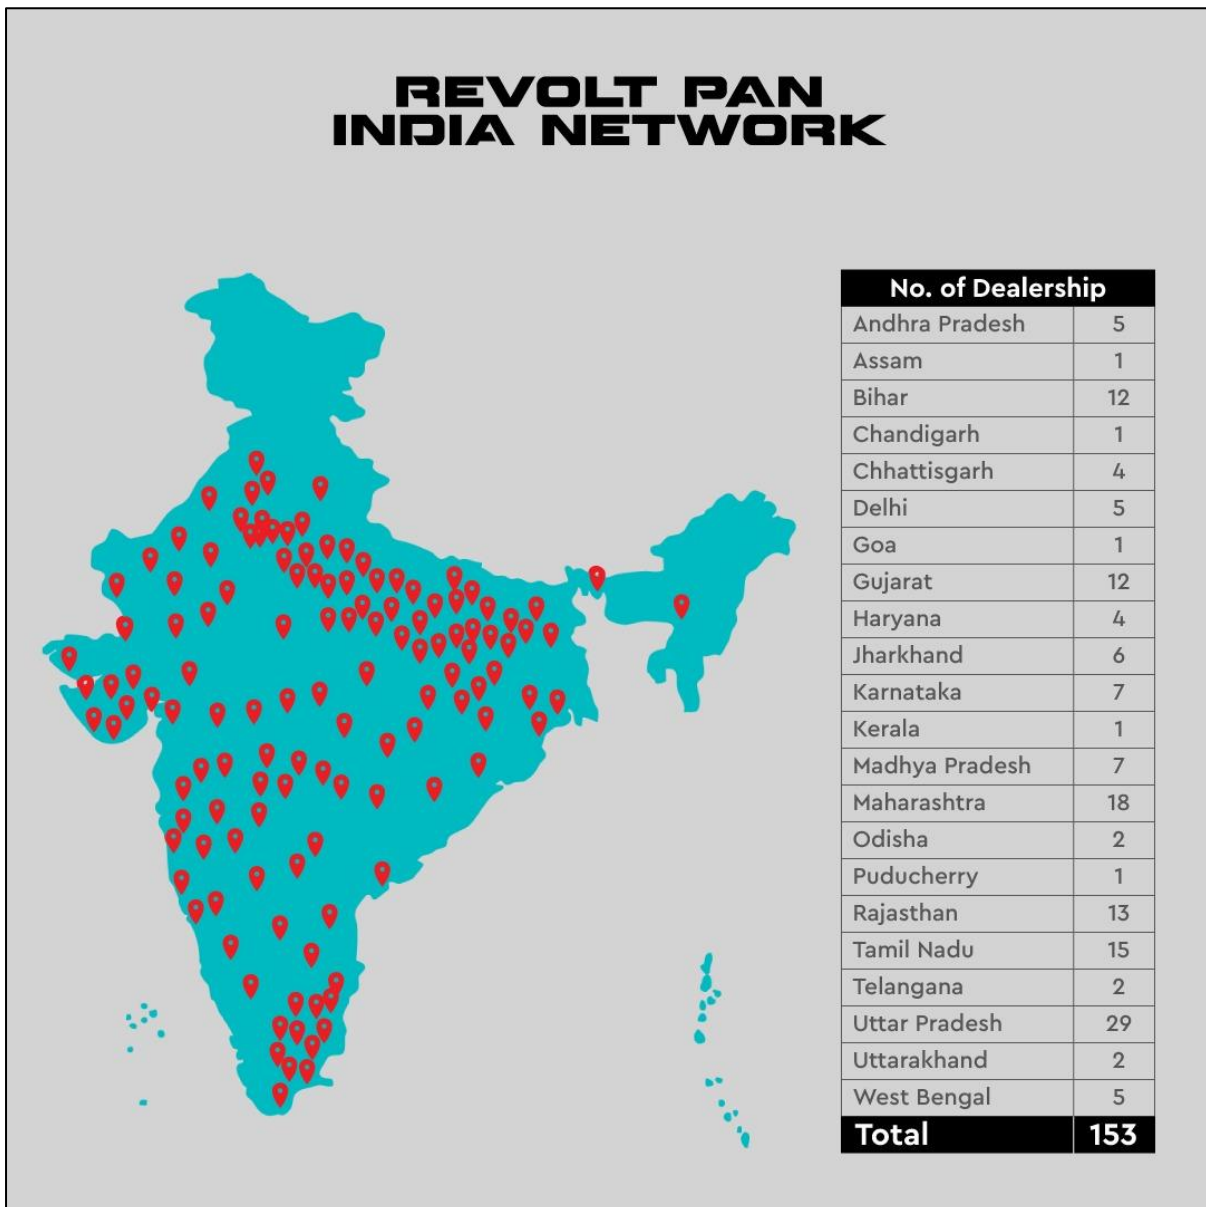 REVOLT PAN
INDIA NETWORK
No. of Dealership
Andhra Pradesh 5
Assam 1
Bihar 12
Chandigarh 1
Chhattisgarh 4
Delhi 5
Goa 1
Gujarat 12
Haryana 4
Jharkhand 6
Karnataka 7
Kerala 1
Madhya Pradesh 7
Maharashtra 18
Odisha 2
Puducherry 1
Rajasthan 13
Tamil Nadu 15
Telangana 2
Uttar Pradesh 29
Uttarakhand 2
West Bengal 5
Total 153